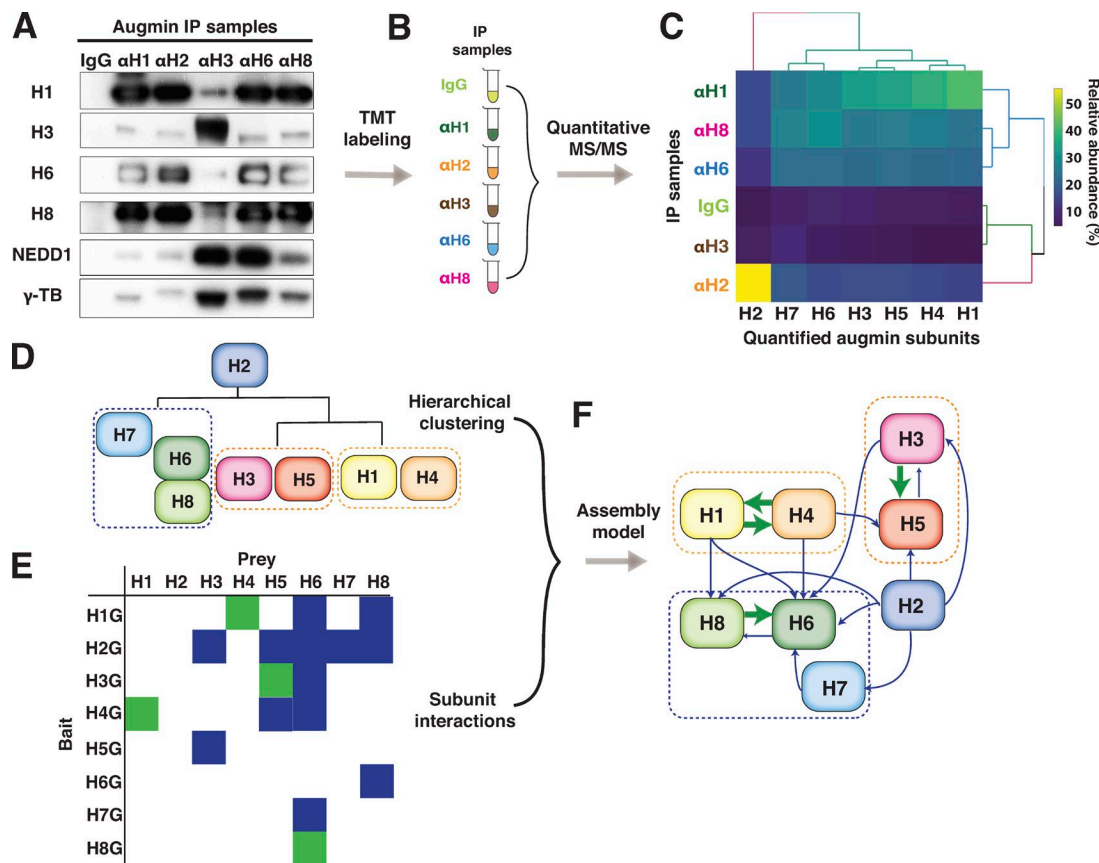 A
Augmin IP samples
IgG αH1 αH2 αH3 αH6 αH8
H1
H3
H6
H8
NEDD1
γ-TB
TMT
labeling
B
IP
samples
IgG
αH1
αH2
αH3
αH6
αH8
Quantitative
MS/MS
C
IP samples
αH1
αH8
αH6
IgG
αH3
αH2
H2 H7 H6 H3 H5 H4 H1
Quantified augmin subunits
50
40
30
20
10
Relative abundance (%)
D
H2
H7
H6
H8
H3
H5
H1
H4
Hierarchical
clustering
E
Prey
H1 H2 H3 H4 H5 H6 H7 H8
Bait
H1G
H2G
H3G
H4G
H5G
H6G
H7G
H8G
Subunit
interactions
Assembly
model
F
H3
H1
H4
H5
H8
H6
H2
H7